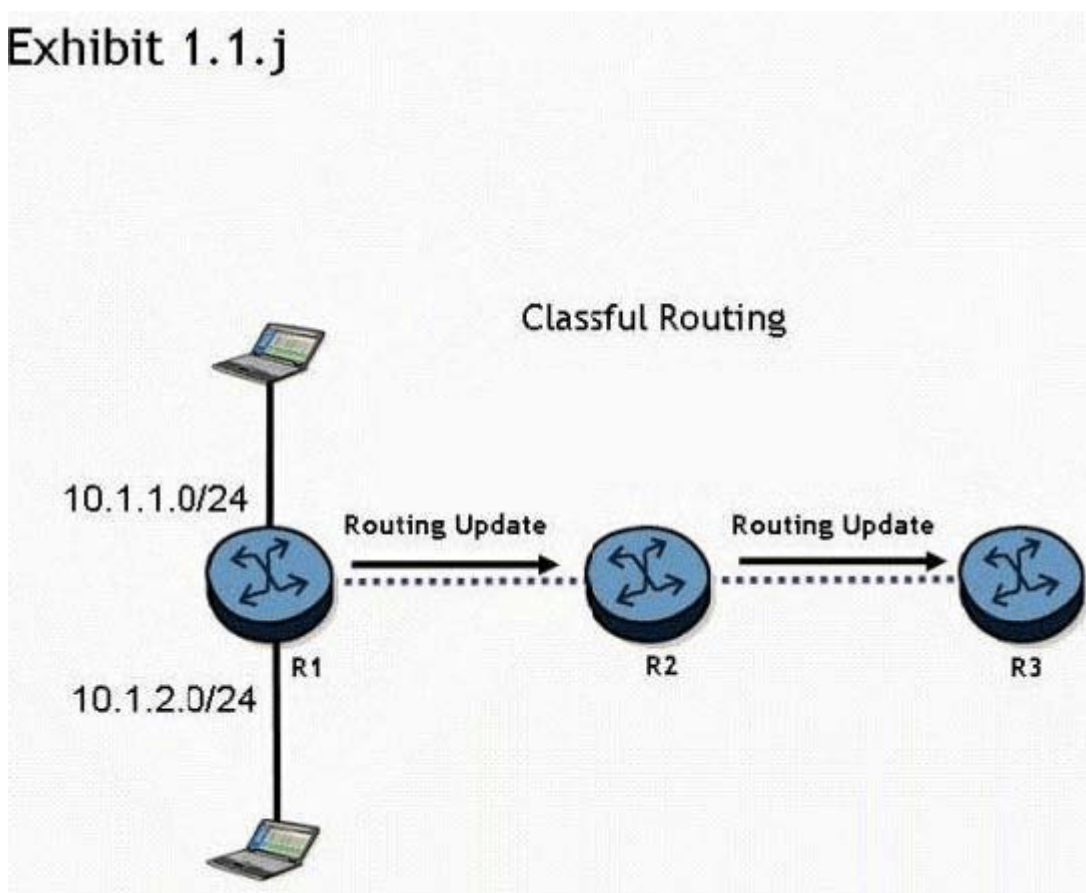 Exhibit 1.1.j
Classful Routing
10.1.1.0/24
Routing Update
Routing Update
R1
R2
R3
10.1.2.0/24